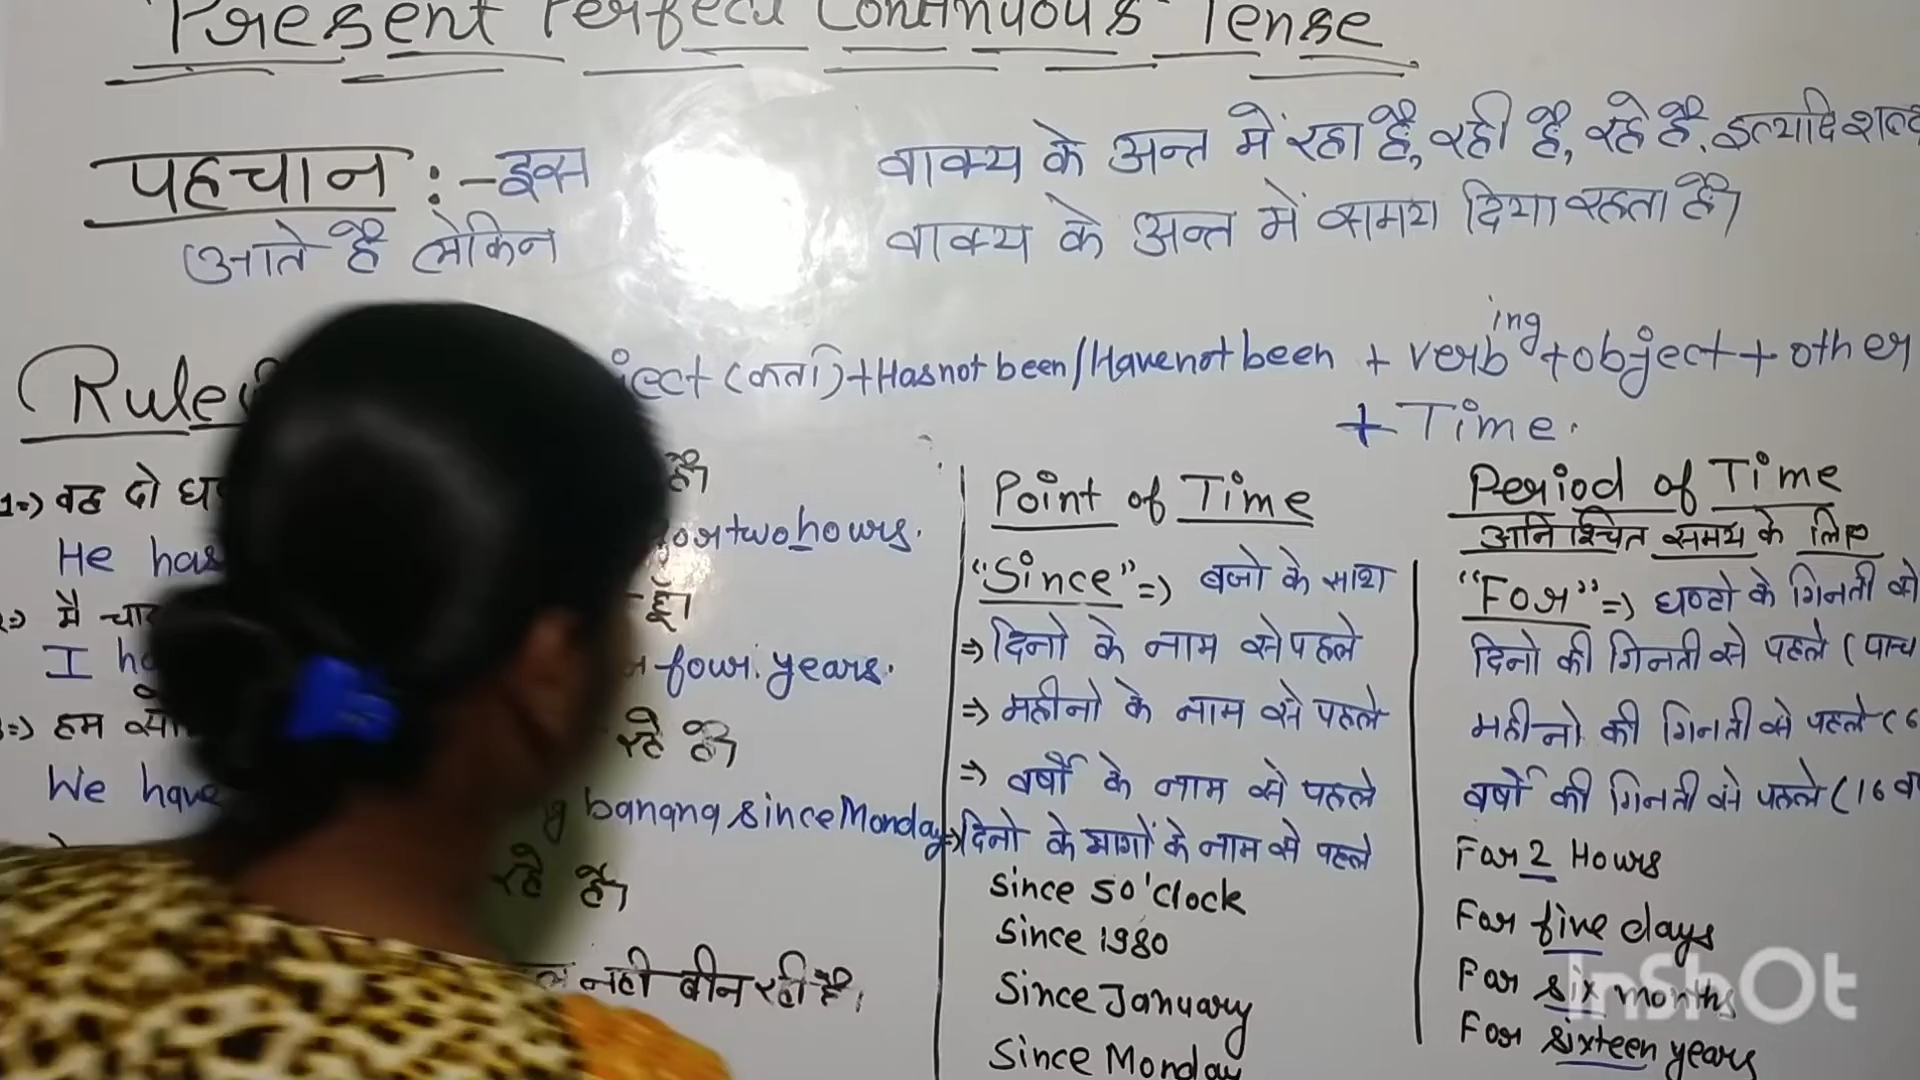 Present Perfect Continuous Tense
पहचान :- इस वाक्य के अन्त में रहा है, रही है, रहे है. इत्यादि शब्द
आते है लेकिन वाक्य के अन्त में समय दिया रहता है।
Rule (कर्ता) + Has not been / Have not been + verb ing + object + other
+ Time.
1=) वह दो है।
He has for two hours.
मै हूँ।
I four years.
हम रहे है।
We have banana since Monday
रहे है।
नही बीन रही है।
Point of Time
"Since" => बजो के साथ
=> दिनो के नाम से पहले
=> महीनो के नाम से पहले
=> वर्षो के नाम से पहले
=> दिनो के भागों के नाम से पहले
Since 5 o'clock
Since 1980
Since January
Since Monday
Period of Time
अनिश्चित समय के लिए
"For" => घण्टो के गिनती
दिनो की गिनती से पहले (पाच
महीनो की गिनती से पहले (6
वर्षो की गिनती से पहले (16
For 2 Hours
For five days
For six months
For sixteen years
InShOt